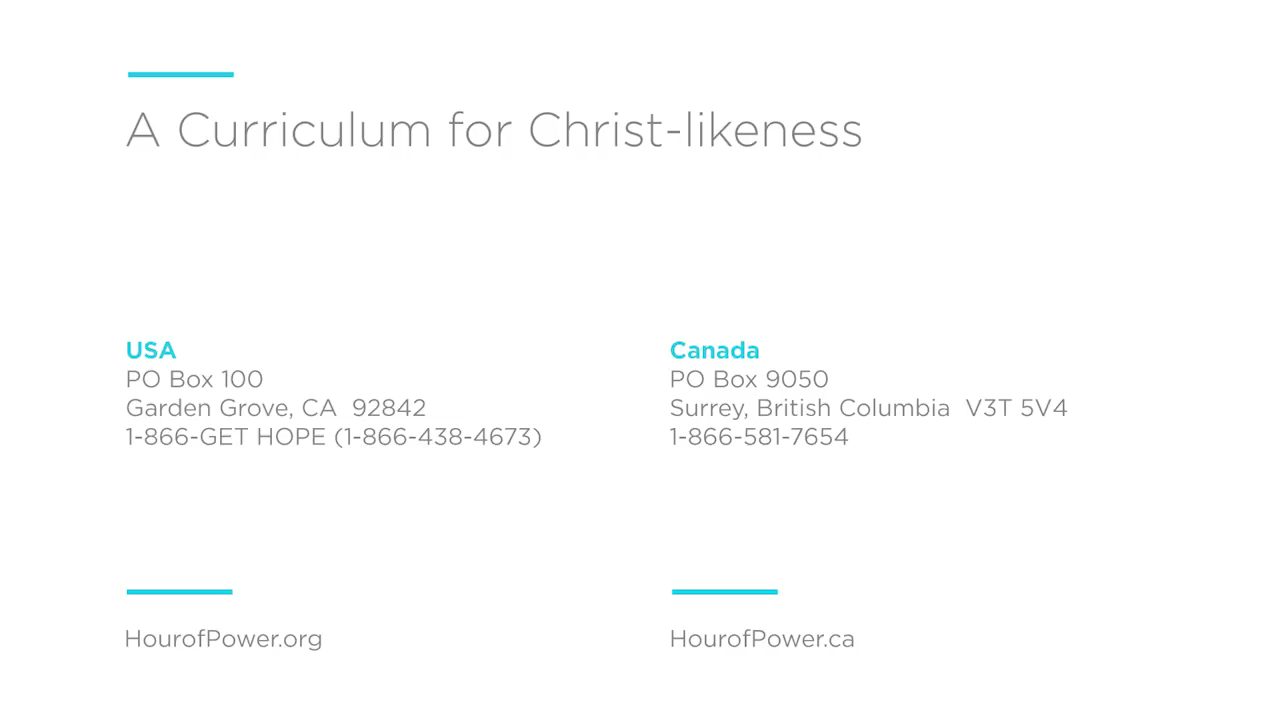 A Curriculum for Christ-likeness
USA
PO Box 100
Garden Grove, CA  92842
1-866-GET HOPE (1-866-438-4673)
Canada
PO Box 9050
Surrey, British Columbia  V3T 5V4
1-866-581-7654
HourofPower.org
HourofPower.ca